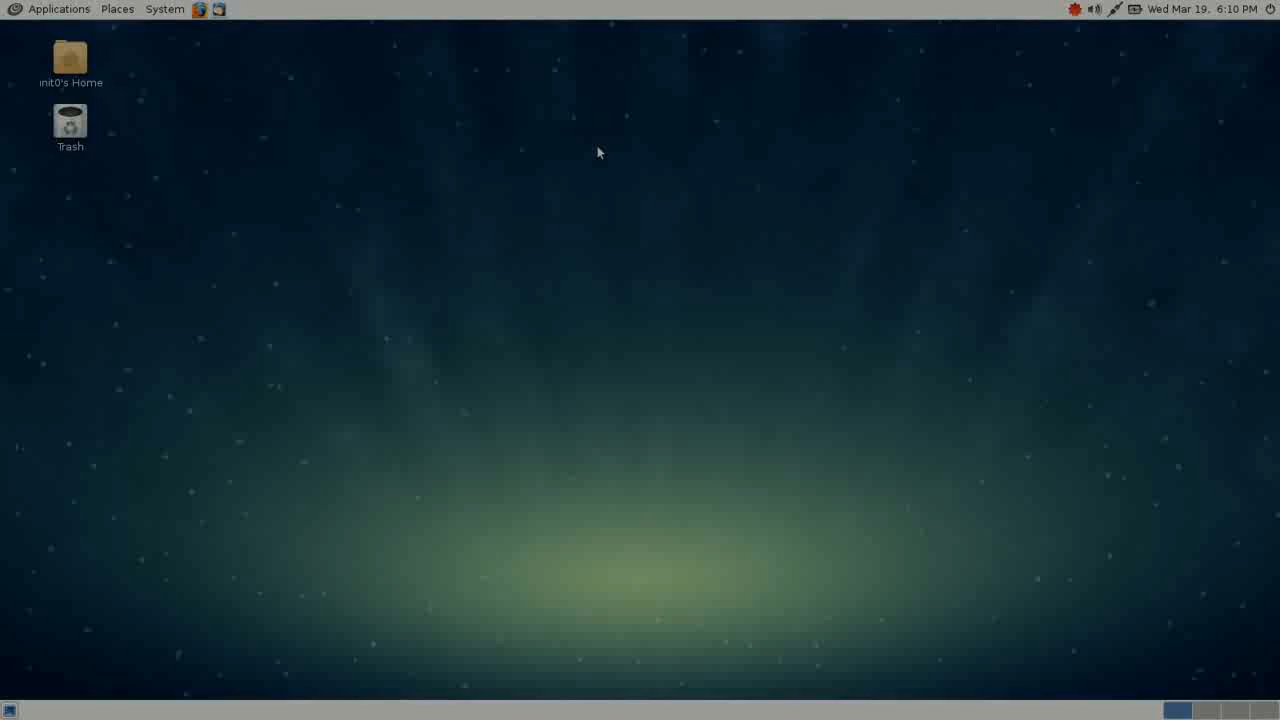 Applications Places System
Wed Mar 19, 6:10 PM
init0's Home
Trash